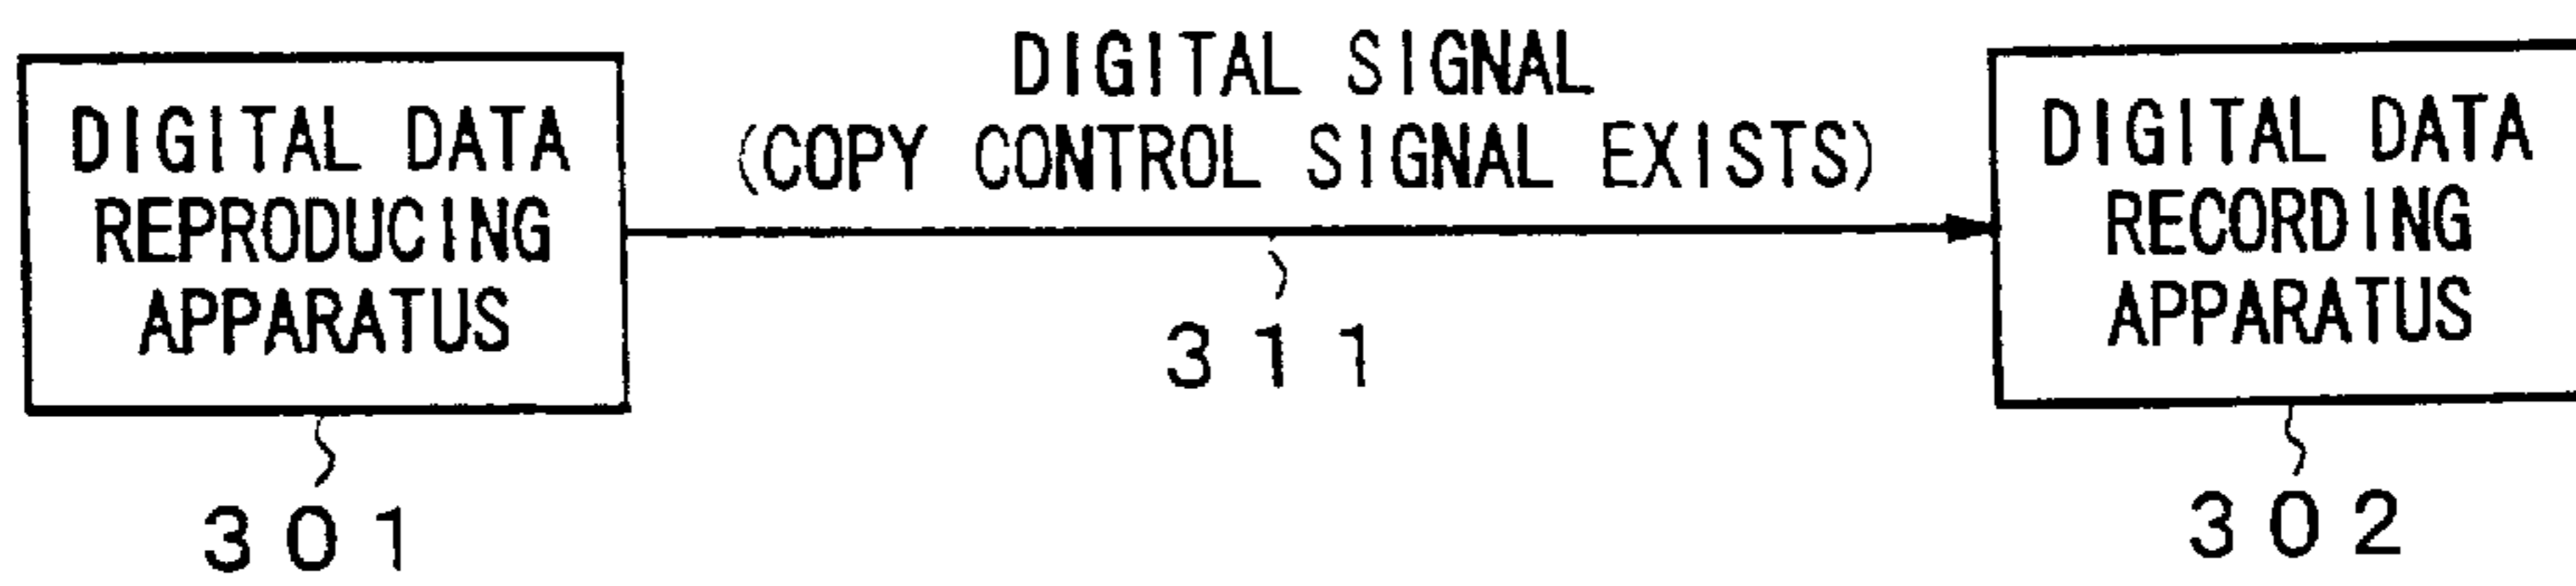 DIGITAL DATA
REPRODUCING
APPARATUS
301
DIGITAL SIGNAL
(COPY CONTROL SIGNAL EXISTS)
311
DIGITAL DATA
RECORDING
APPARATUS
302